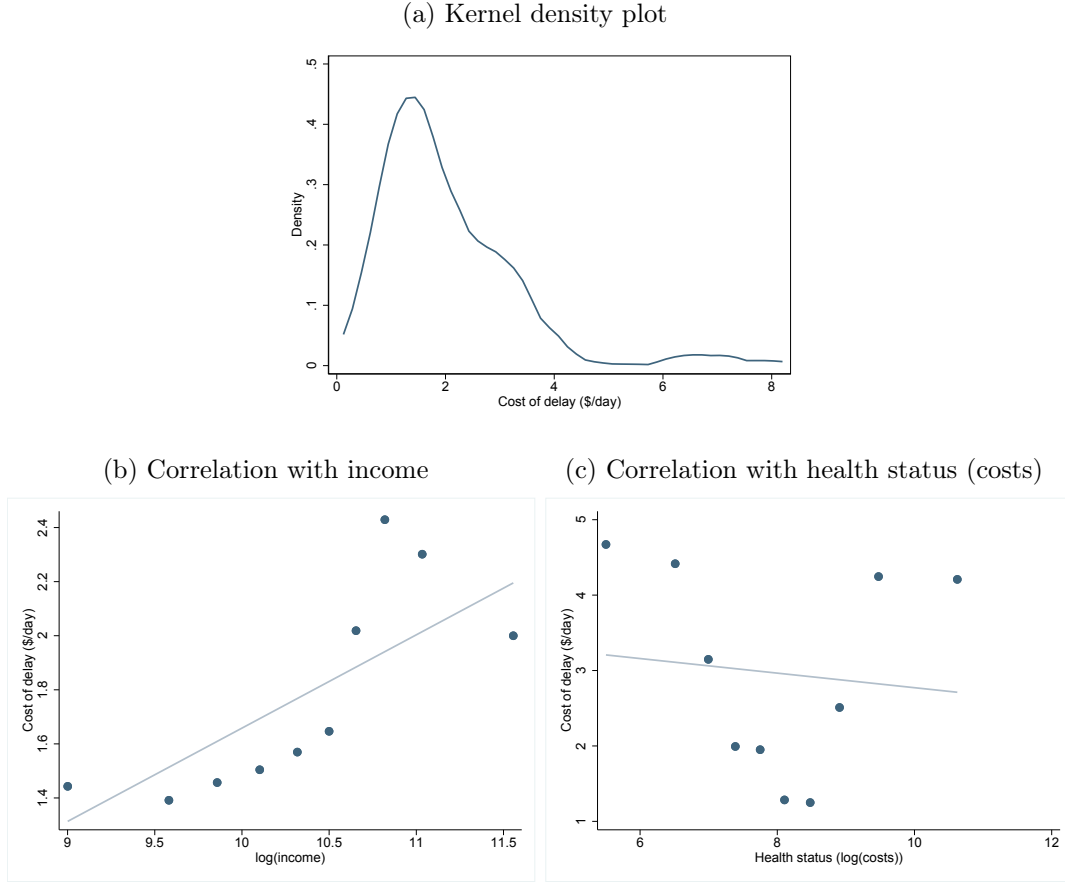 (a) Kernel density plot
.5
.4
.3
.2
.1
0
Density
0 2 4 6 8
Cost of delay ($/day)
(b) Correlation with income
2.4
2.2
2
1.8
1.6
1.4
Cost of delay ($/day)
9 9.5 10 10.5 11 11.5
log(income)
(c) Correlation with health status (costs)
5
4
3
2
1
Cost of delay ($/day)
6 8 10 12
Health status (log(costs))